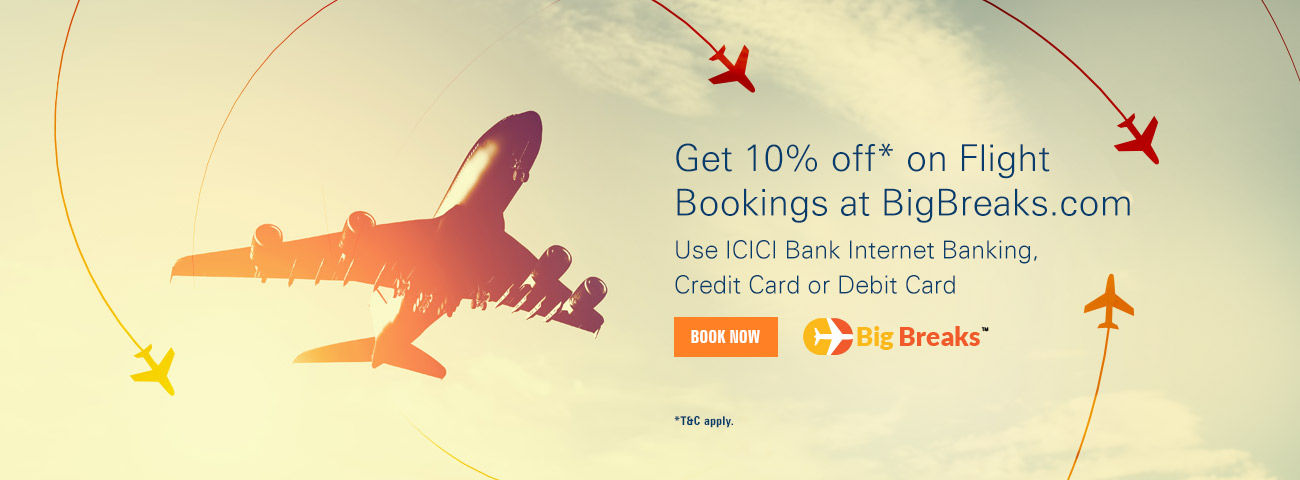 Get 10% off* on Flight
Bookings at BigBreaks.com
Use ICICI Bank Internet Banking,
Credit Card or Debit Card
BOOK NOW
Big Breaks™
*T&C apply.